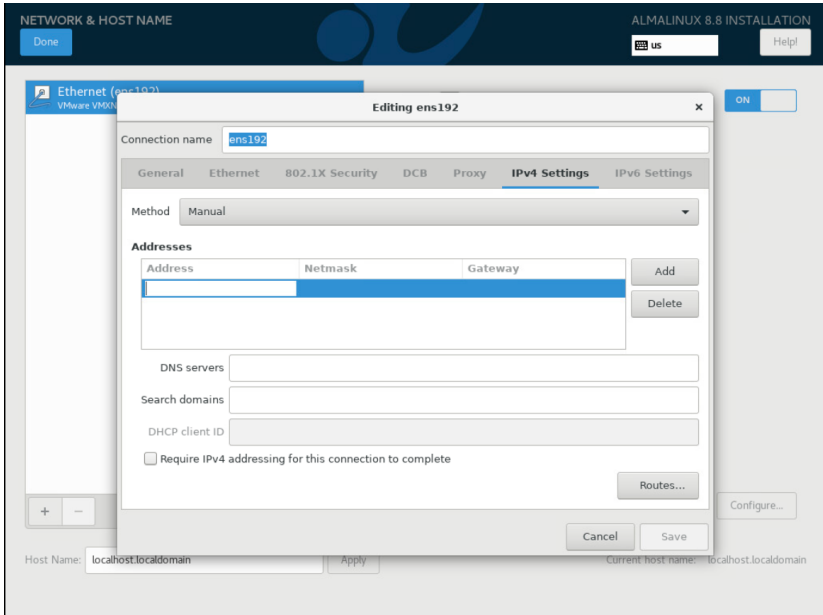 NETWORK & HOST NAME
ALMALINUX 8.8 INSTALLATION
Done
us
Help!
Ethernet (ens192)
VMware VMXN
ON
Editing ens192
Connection name ens192
General Ethernet 802.1X Security DCB Proxy IPv4 Settings IPv6 Settings
Method Manual
Addresses
Address Netmask Gateway
Add
Delete
DNS servers
Search domains
DHCP client ID
Require IPv4 addressing for this connection to complete
Routes...
Configure...
Cancel Save
Host Name: localhost.localdomain Apply Current host name: localhost.localdomain